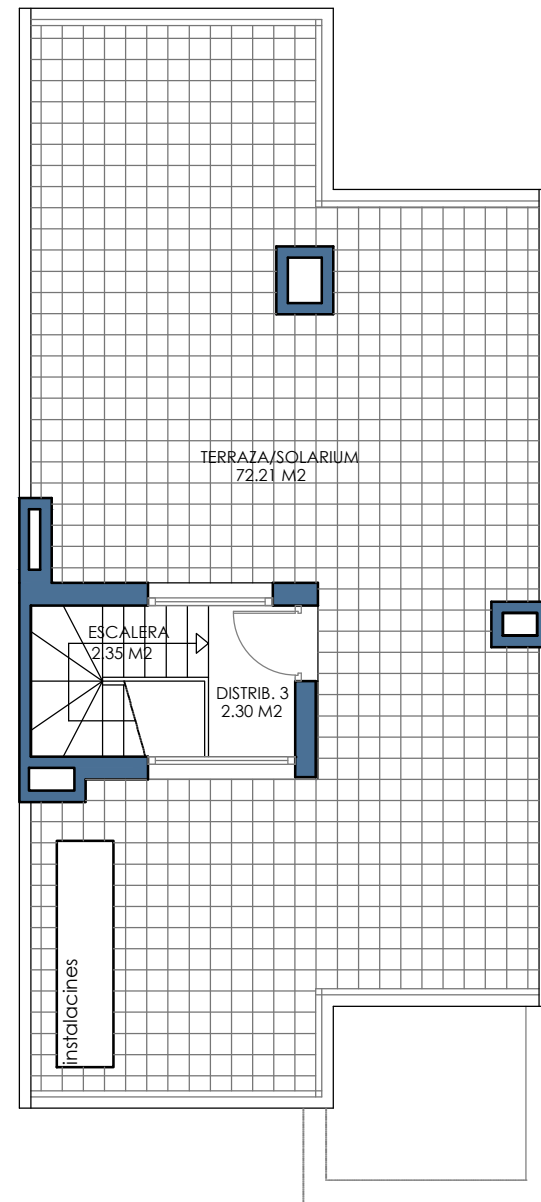 TERRAZA/SOLARIUM
72.21 M2
ESCALERA
2.35 M2
DISTRIB. 3
2.30 M2
instalacines